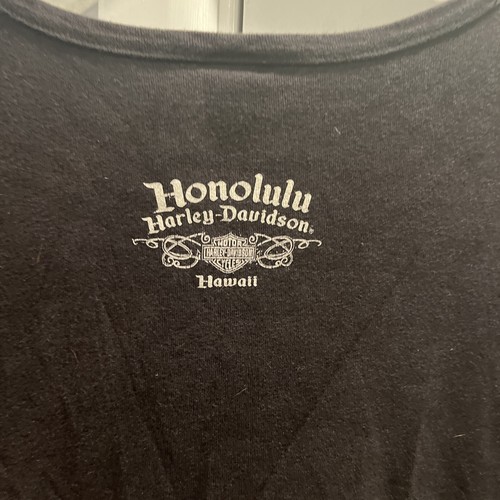 Honolulu
Harley-Davidson
MOTOR
HARLEY-DAVIDSON
CYCLES
Hawaii